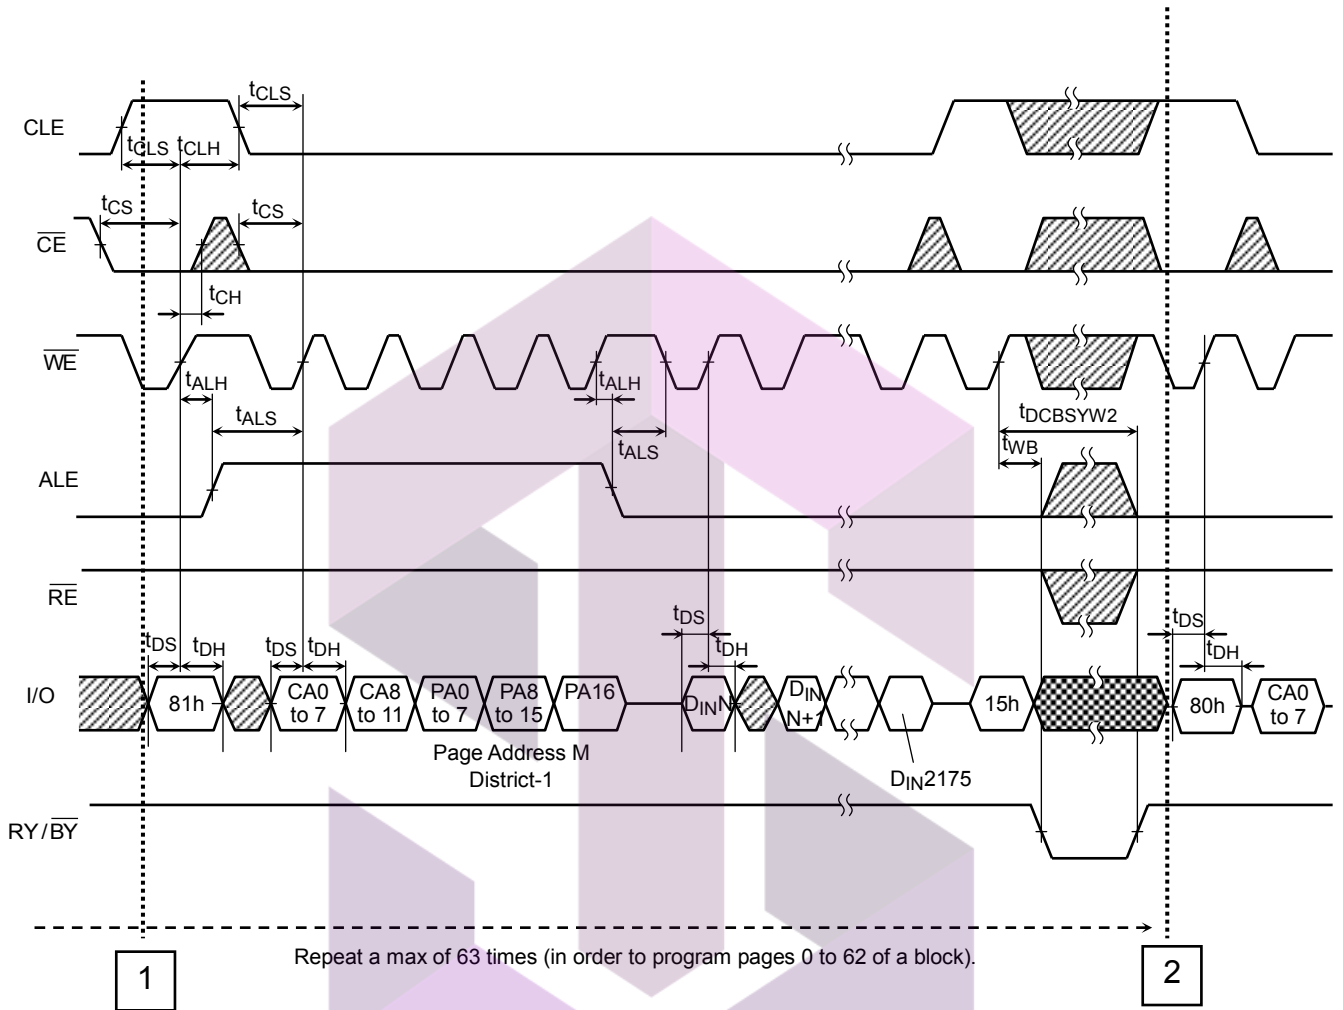 tCLS
CLE
tCLS tCLH
tCS tCS
CE
tCH
WE
tALH tALH
tALS tDCBSYW2
tALS tWB
ALE
RE
tDS tDS
tDS tDH tDS tDH tDH tDH
I/O 81h CA0 to 7 CA8 to 11 PA0 to 7 PA8 to 15 PA16 DINN DIN N+1 15h 80h CA0 to 7
Page Address M
District-1
DIN2175
RY/BY
Repeat a max of 63 times (in order to program pages 0 to 62 of a block).
1 2